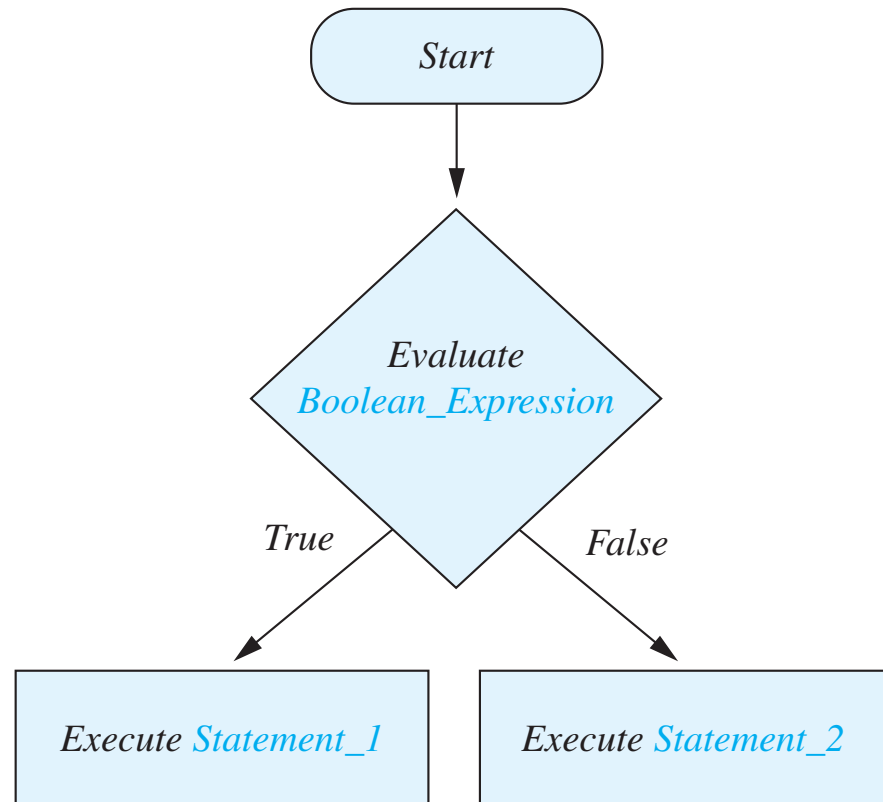 Start
Evaluate
Boolean_Expression
True
False
Execute Statement_1
Execute Statement_2